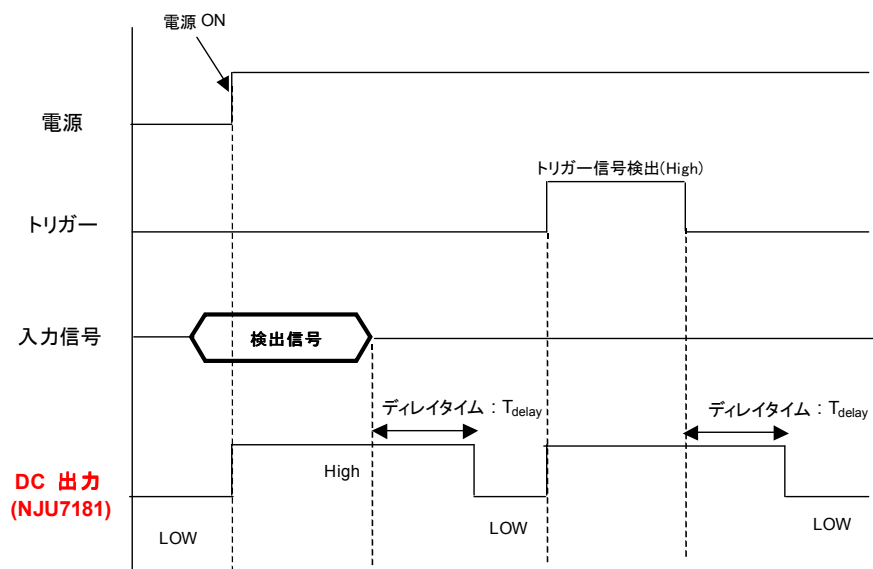 電源 ON
電源
トリガー信号検出(High)
トリガー
入力信号
検出信号
ディレイタイム : Tdelay
ディレイタイム : Tdelay
High
DC 出力
(NJU7181)
LOW
LOW
LOW